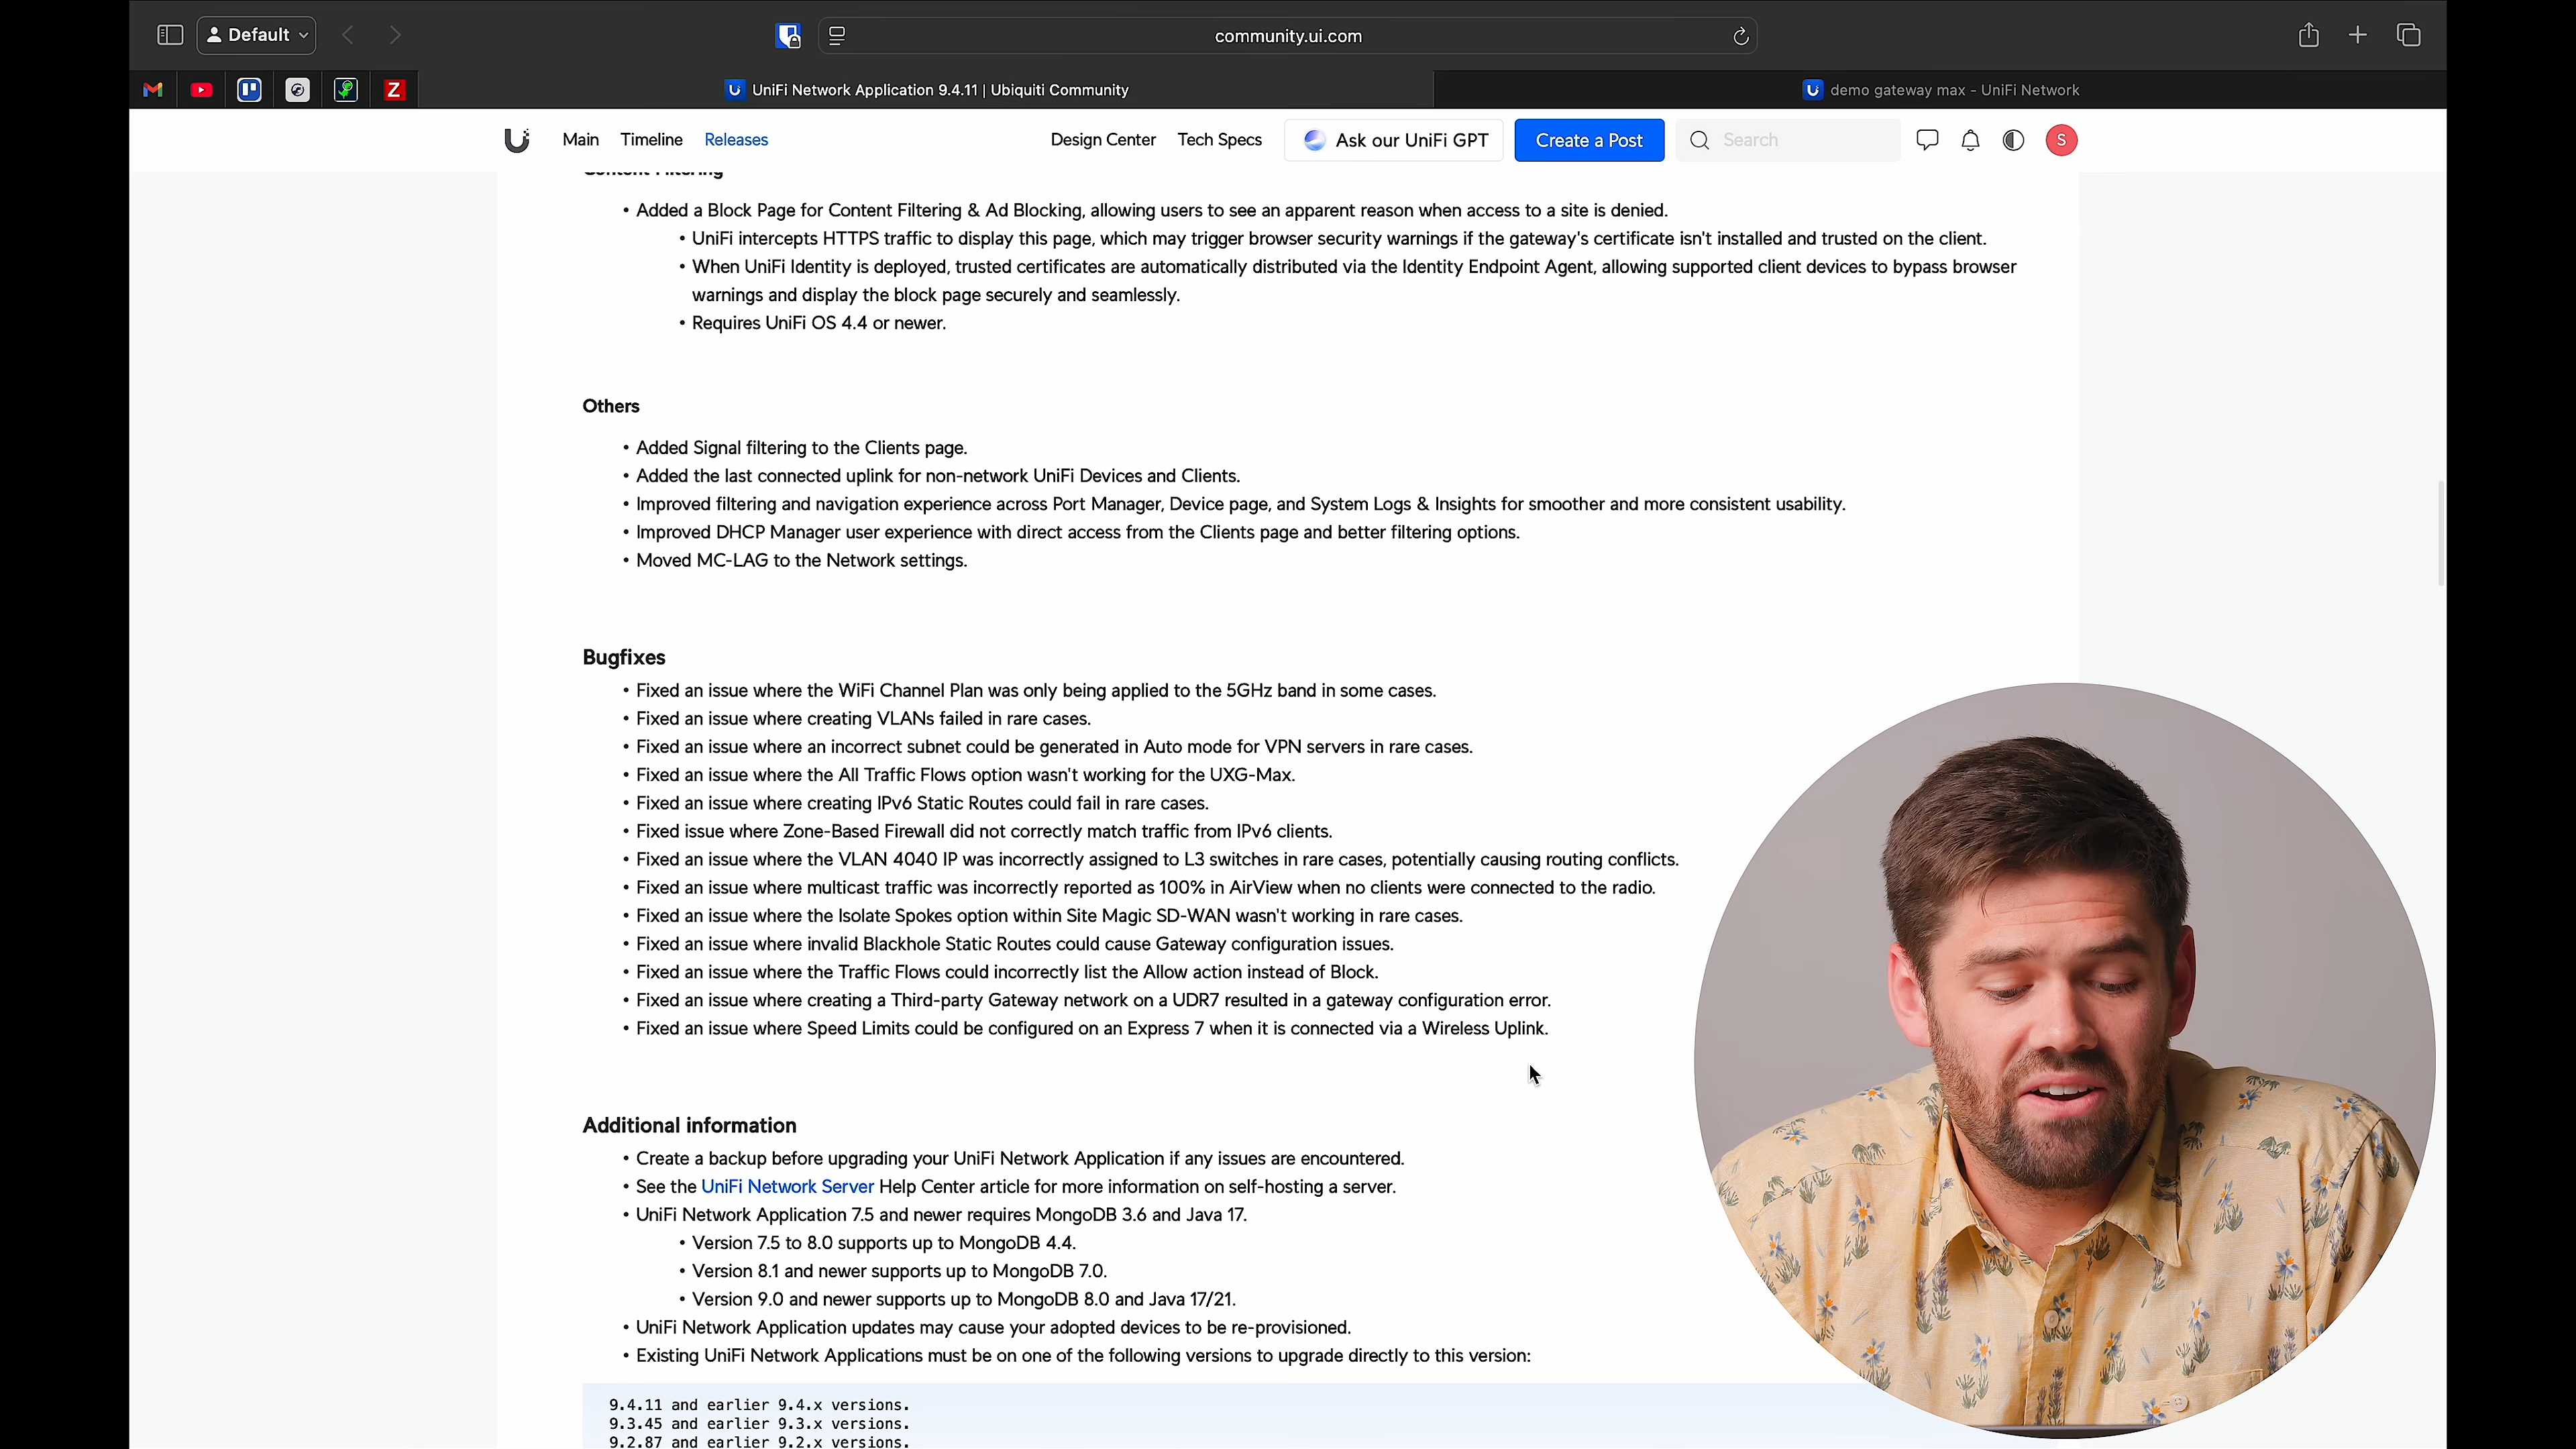 Default
community.ui.com
UniFi Network Application 9.4.11 | Ubiquiti Community
demo gateway max - UniFi Network
Main Timeline Releases Design Center Tech Specs Ask our UniFi GPT Create a Post Search S
Content Filtering
• Added a Block Page for Content Filtering & Ad Blocking, allowing users to see an apparent reason when access to a site is denied.
• UniFi intercepts HTTPS traffic to display this page, which may trigger browser security warnings if the gateway's certificate isn't installed and trusted on the client.
• When UniFi Identity is deployed, trusted certificates are automatically distributed via the Identity Endpoint Agent, allowing supported client devices to bypass browser
warnings and display the block page securely and seamlessly.
• Requires UniFi OS 4.4 or newer.
Others
• Added Signal filtering to the Clients page.
• Added the last connected uplink for non-network UniFi Devices and Clients.
• Improved filtering and navigation experience across Port Manager, Device page, and System Logs & Insights for smoother and more consistent usability.
• Improved DHCP Manager user experience with direct access from the Clients page and better filtering options.
• Moved MC-LAG to the Network settings.
Bugfixes
• Fixed an issue where the WiFi Channel Plan was only being applied to the 5GHz band in some cases.
• Fixed an issue where creating VLANs failed in rare cases.
• Fixed an issue where an incorrect subnet could be generated in Auto mode for VPN servers in rare cases.
• Fixed an issue where the All Traffic Flows option wasn't working for the UXG-Max.
• Fixed an issue where creating IPv6 Static Routes could fail in rare cases.
• Fixed issue where Zone-Based Firewall did not correctly match traffic from IPv6 clients.
• Fixed an issue where the VLAN 4040 IP was incorrectly assigned to L3 switches in rare cases, potentially causing routing conflicts.
• Fixed an issue where multicast traffic was incorrectly reported as 100% in AirView when no clients were connected to the radio.
• Fixed an issue where the Isolate Spokes option within Site Magic SD-WAN wasn't working in rare cases.
• Fixed an issue where invalid Blackhole Static Routes could cause Gateway configuration issues.
• Fixed an issue where the Traffic Flows could incorrectly list the Allow action instead of Block.
• Fixed an issue where creating a Third-party Gateway network on a UDR7 resulted in a gateway configuration error.
• Fixed an issue where Speed Limits could be configured on an Express 7 when it is connected via a Wireless Uplink.
Additional information
• Create a backup before upgrading your UniFi Network Application if any issues are encountered.
• See the UniFi Network Server Help Center article for more information on self-hosting a server.
• UniFi Network Application 7.5 and newer requires MongoDB 3.6 and Java 17.
• Version 7.5 to 8.0 supports up to MongoDB 4.4.
• Version 8.1 and newer supports up to MongoDB 7.0.
• Version 9.0 and newer supports up to MongoDB 8.0 and Java 17/21.
• UniFi Network Application updates may cause your adopted devices to be re-provisioned.
• Existing UniFi Network Applications must be on one of the following versions to upgrade directly to this version:
9.4.11 and earlier 9.4.x versions.
9.3.45 and earlier 9.3.x versions.
9.2.87 and earlier 9.2.x versions.